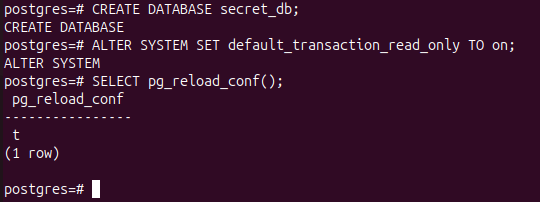 postgres=# CREATE DATABASE secret_db;
CREATE DATABASE
postgres=# ALTER SYSTEM SET default_transaction_read_only TO on;
ALTER SYSTEM
postgres=# SELECT pg_reload_conf();
 pg_reload_conf
----------------
 t
(1 row)

postgres=#